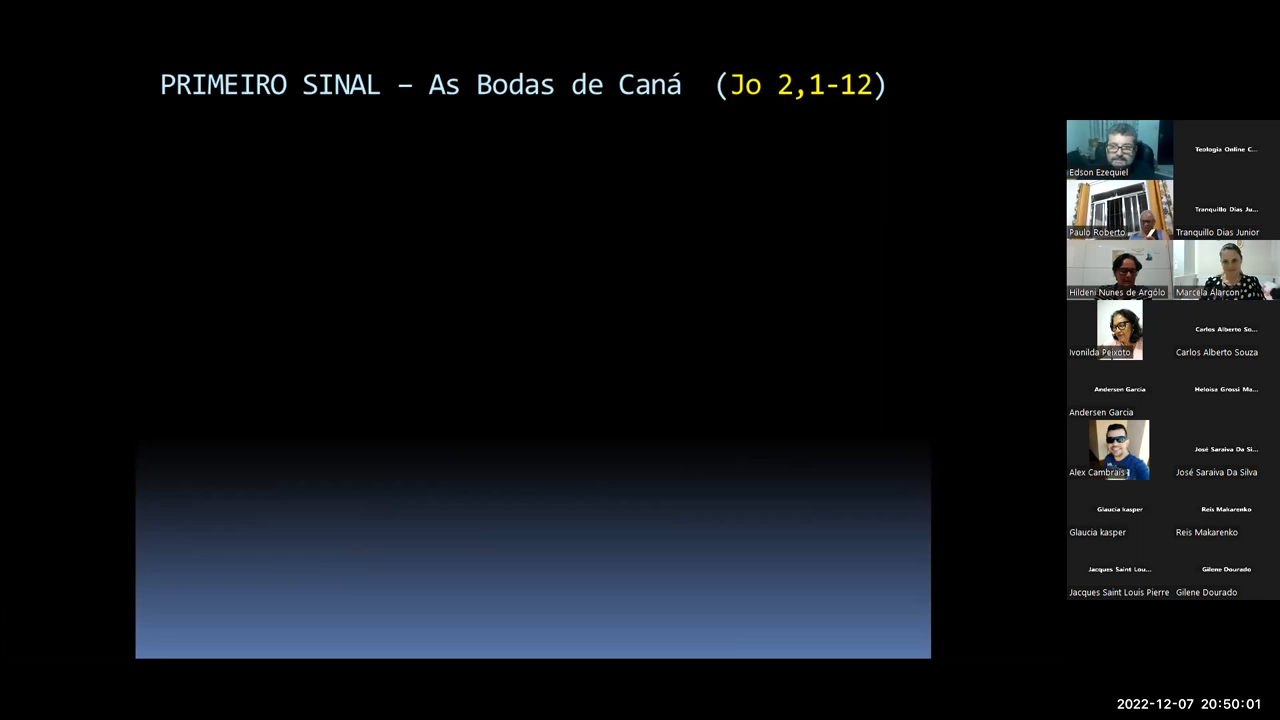 PRIMEIRO SINAL – As Bodas de Caná (Jo 2,1-12)
Edson Ezequiel
Teologia Online C...
Paulo Roberto
Tranquillo Dias Ju...
Tranquillo Dias Junior
Hildeni Nunes de Argôlo
Marcela Alarcon
Ivonilda Peixoto
Carlos Alberto So...
Carlos Alberto Souza
Andersen Garcia
Andersen Garcia
Heloisa Grossi Ma...
Alex Cambrais
José Saraiva Da Si...
José Saraiva Da Silva
Glaucia kasper
Glaucia kasper
Reis Makarenko
Reis Makarenko
Jacques Saint Lou...
Jacques Saint Louis Pierre
Gilene Dourado
Gilene Dourado
2022-12-07 20:50:01